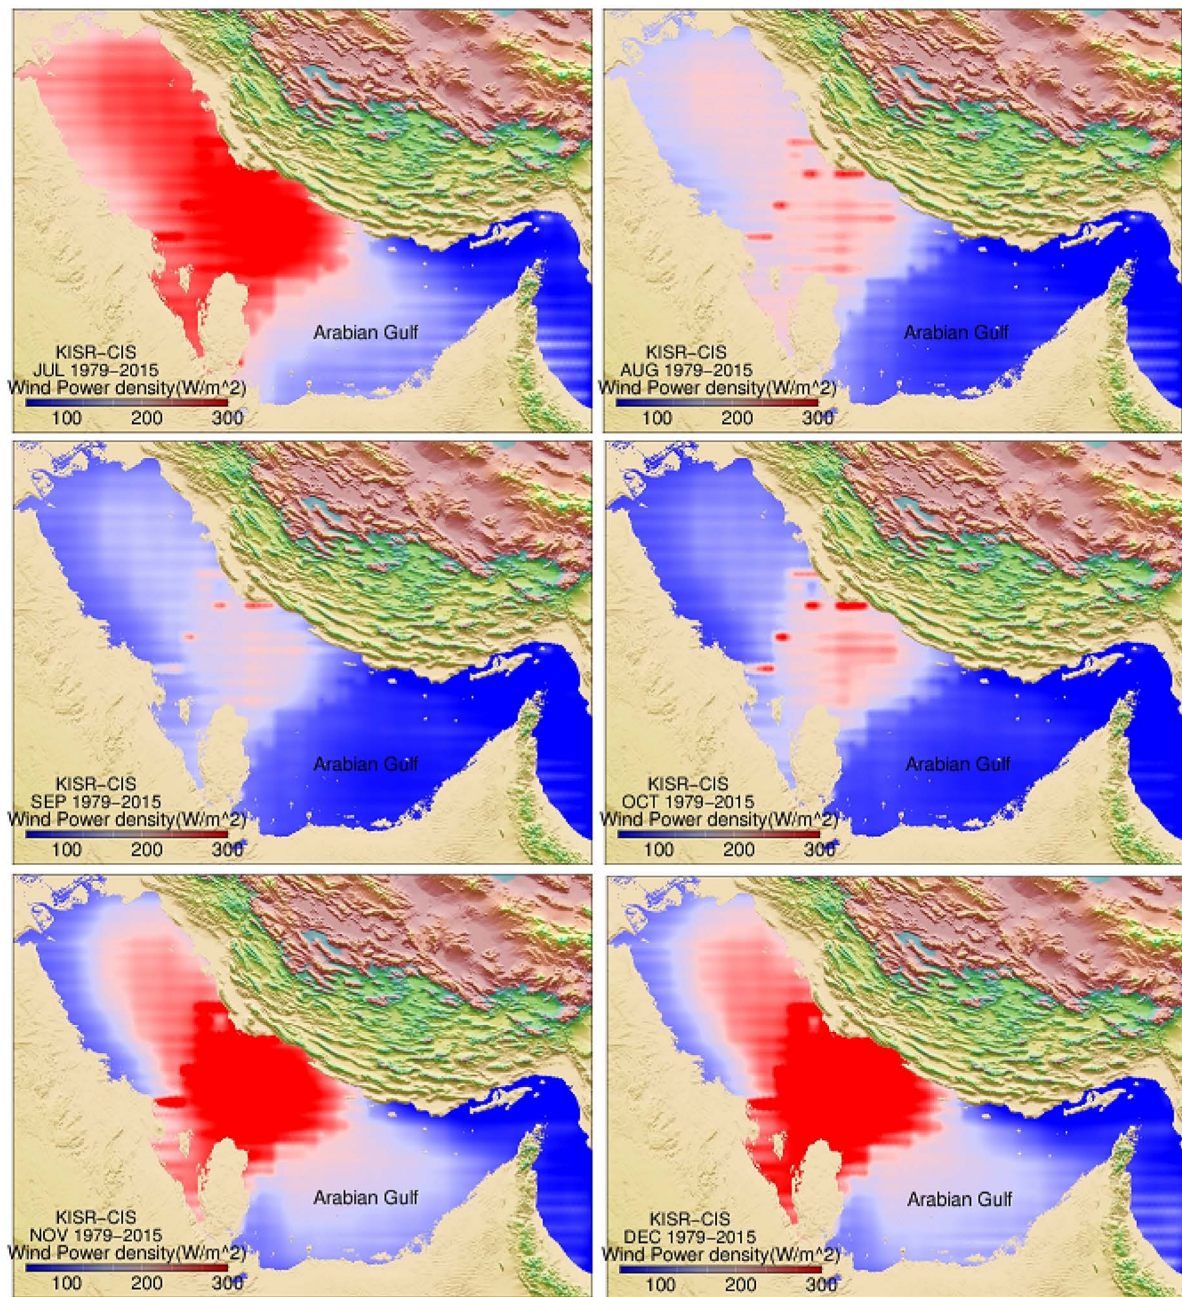 Arabian Gulf
KISR-CIS
JUL 1979-2015
Wind Power density(W/m^2)
100 200 300
Arabian Gulf
KISR-CIS
AUG 1979-2015
Wind Power density(W/m^2)
100 200 300
Arabian Gulf
KISR-CIS
SEP 1979-2015
Wind Power density(W/m^2)
100 200 300
Arabian Gulf
KISR-CIS
OCT 1979-2015
Wind Power density(W/m^2)
100 200 300
Arabian Gulf
KISR-CIS
NOV 1979-2015
Wind Power density(W/m^2)
100 200 300
Arabian Gulf
KISR-CIS
DEC 1979-2015
Wind Power density(W/m^2)
100 200 300